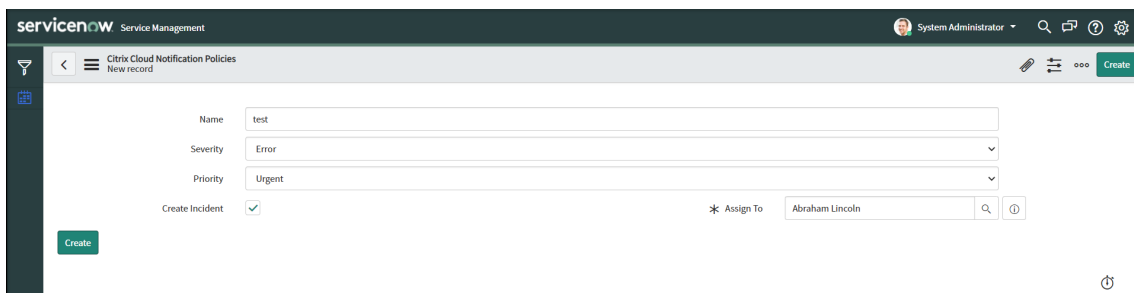 servicenow. Service Management
System Administrator
Citrix Cloud Notification Policies
New record
Create
Name test
Severity Error
Priority Urgent
Create Incident
Assign To Abraham Lincoln
Create